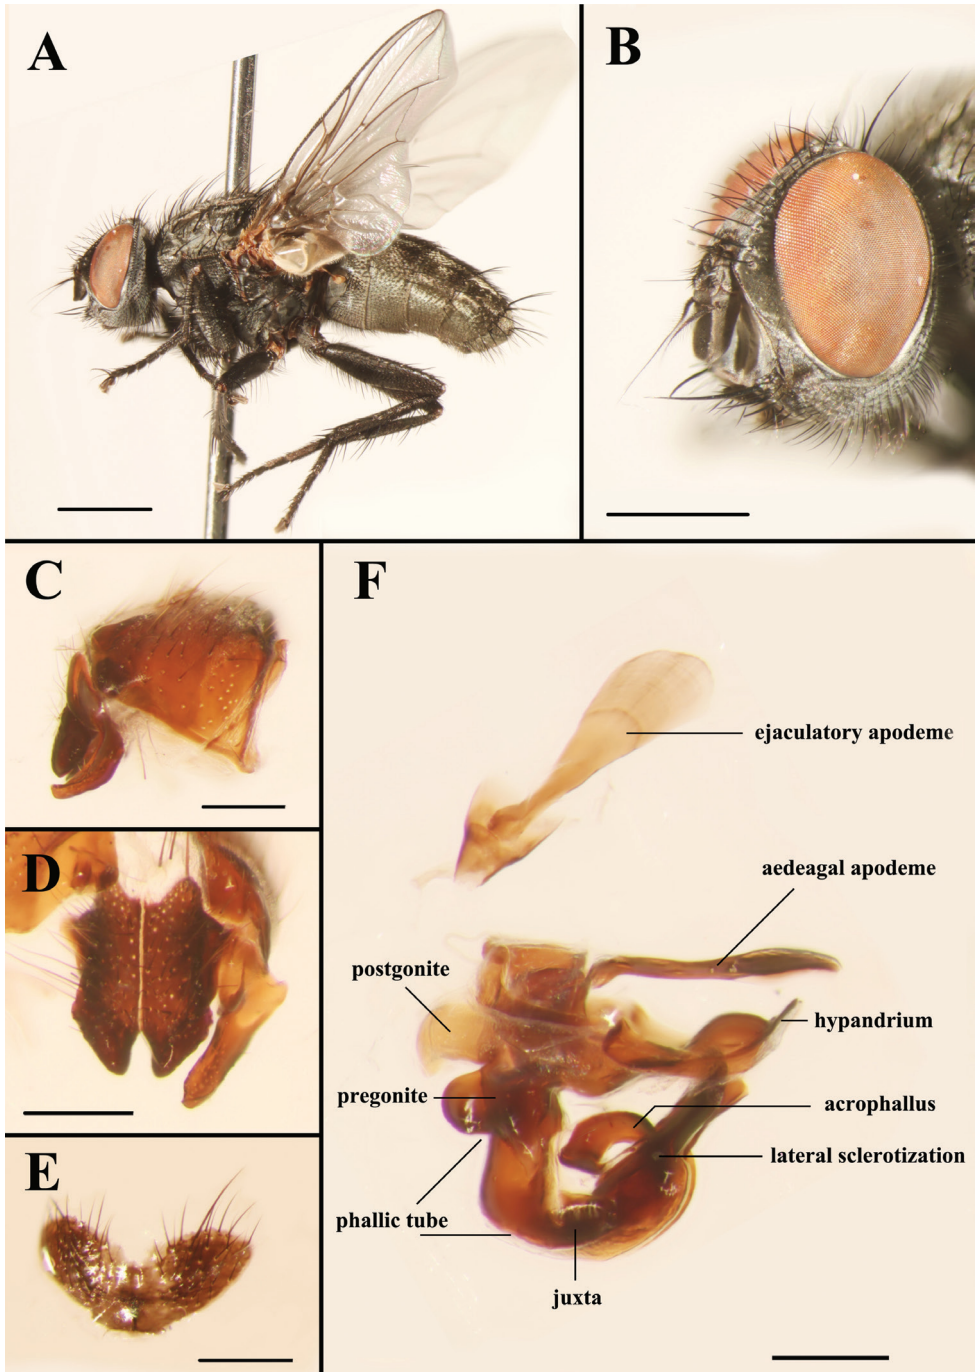 A
B
C
F
ejaculatory apodeme
D
aedeagal apodeme
postgonite
hypandrium
pregonite
acrophallus
E
lateral sclerotization
phallic tube
juxta